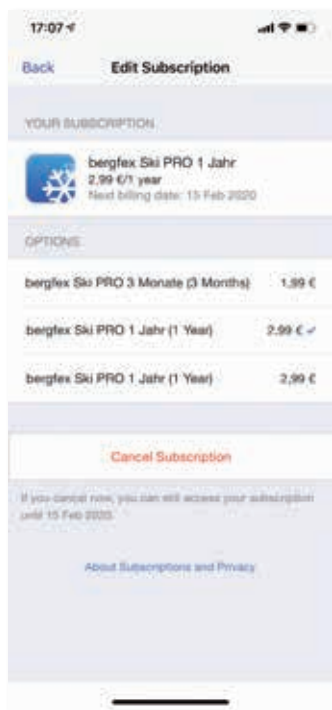 17:07
Back
Edit Subscription
YOUR SUBSCRIPTION
bergfex Ski PRO 1 Jahr
2,99 €/1 year
Next billing date: 15 Feb 2020
OPTIONS
bergfex Ski PRO 3 Monate (3 Months) 1,99 €
bergfex Ski PRO 1 Jahr (1 Year) 2,99 € ✓
bergfex Ski PRO 1 Jahr (1 Year) 2,99 €
Cancel Subscription
If you cancel now, you can still access your subscription
until 15 Feb 2020.
About Subscriptions and Privacy